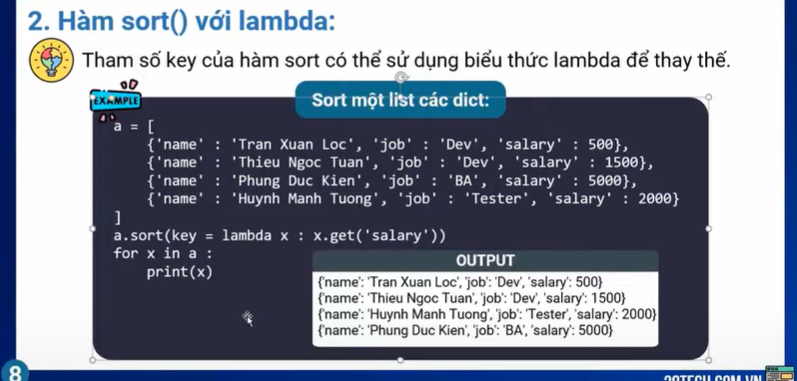 2. Hàm sort() với lambda:
Tham số key của hàm sort có thể sử dụng biểu thức lambda để thay thế.
EXAMPLE
Sort một list các dict:
a = [
{'name' : 'Tran Xuan Loc', 'job' : 'Dev', 'salary' : 500},
{'name' : 'Thieu Ngoc Tuan', 'job' : 'Dev', 'salary' : 1500},
{'name' : 'Phung Duc Kien', 'job' : 'BA', 'salary' : 5000},
{'name' : 'Huynh Manh Tuong', 'job' : 'Tester', 'salary' : 2000}
]
a.sort(key = lambda x : x.get('salary'))
for x in a :
print(x)
OUTPUT
{'name': 'Tran Xuan Loc', 'job': 'Dev', 'salary': 500}
{'name': 'Thieu Ngoc Tuan', 'job': 'Dev', 'salary': 1500}
{'name': 'Huynh Manh Tuong', 'job': 'Tester', 'salary': 2000}
{'name': 'Phung Duc Kien', 'job': 'BA', 'salary': 5000}
8